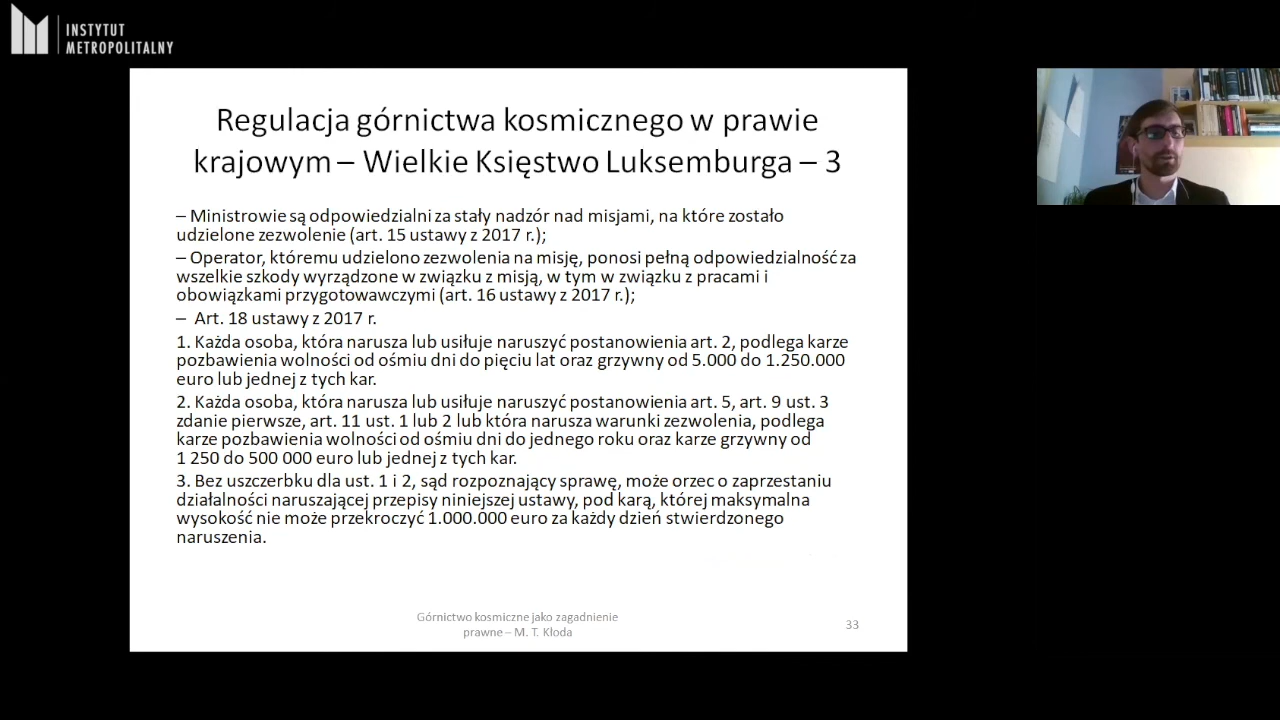 INSTYTUT
METROPOLITALNY
Regulacja górnictwa kosmicznego w prawie
krajowym – Wielkie Księstwo Luksemburga – 3
– Ministrowie są odpowiedzialni za stały nadzór nad misjami, na które zostało
udzielone zezwolenie (art. 15 ustawy z 2017 r.);
– Operator, któremu udzielono zezwolenia na misję, ponosi pełną odpowiedzialność za
wszelkie szkody wyrządzone w związku z misją, w tym w związku z pracami i
obowiązkami przygotowawczymi (art. 16 ustawy z 2017 r.);
– Art. 18 ustawy z 2017 r.
1. Każda osoba, która narusza lub usiłuje naruszyć postanowienia art. 2, podlega karze
pozbawienia wolności od ośmiu dni do pięciu lat oraz grzywny od 5.000 do 1.250.000
euro lub jednej z tych kar.
2. Każda osoba, która narusza lub usiłuje naruszyć postanowienia art. 5, art. 9 ust. 3
zdanie pierwsze, art. 11 ust. 1 lub 2 lub która narusza warunki zezwolenia, podlega
karze pozbawienia wolności od ośmiu dni do jednego roku oraz karze grzywny od
1 250 do 500 000 euro lub jednej z tych kar.
3. Bez uszczerbku dla ust. 1 i 2, sąd rozpoznający sprawę, może orzec o zaprzestaniu
działalności naruszającej przepisy niniejszej ustawy, pod karą, której maksymalna
wysokość nie może przekroczyć 1.000.000 euro za każdy dzień stwierdzonego
naruszenia.
Górnictwo kosmiczne jako zagadnienie
prawne – M. T. Kłoda
33